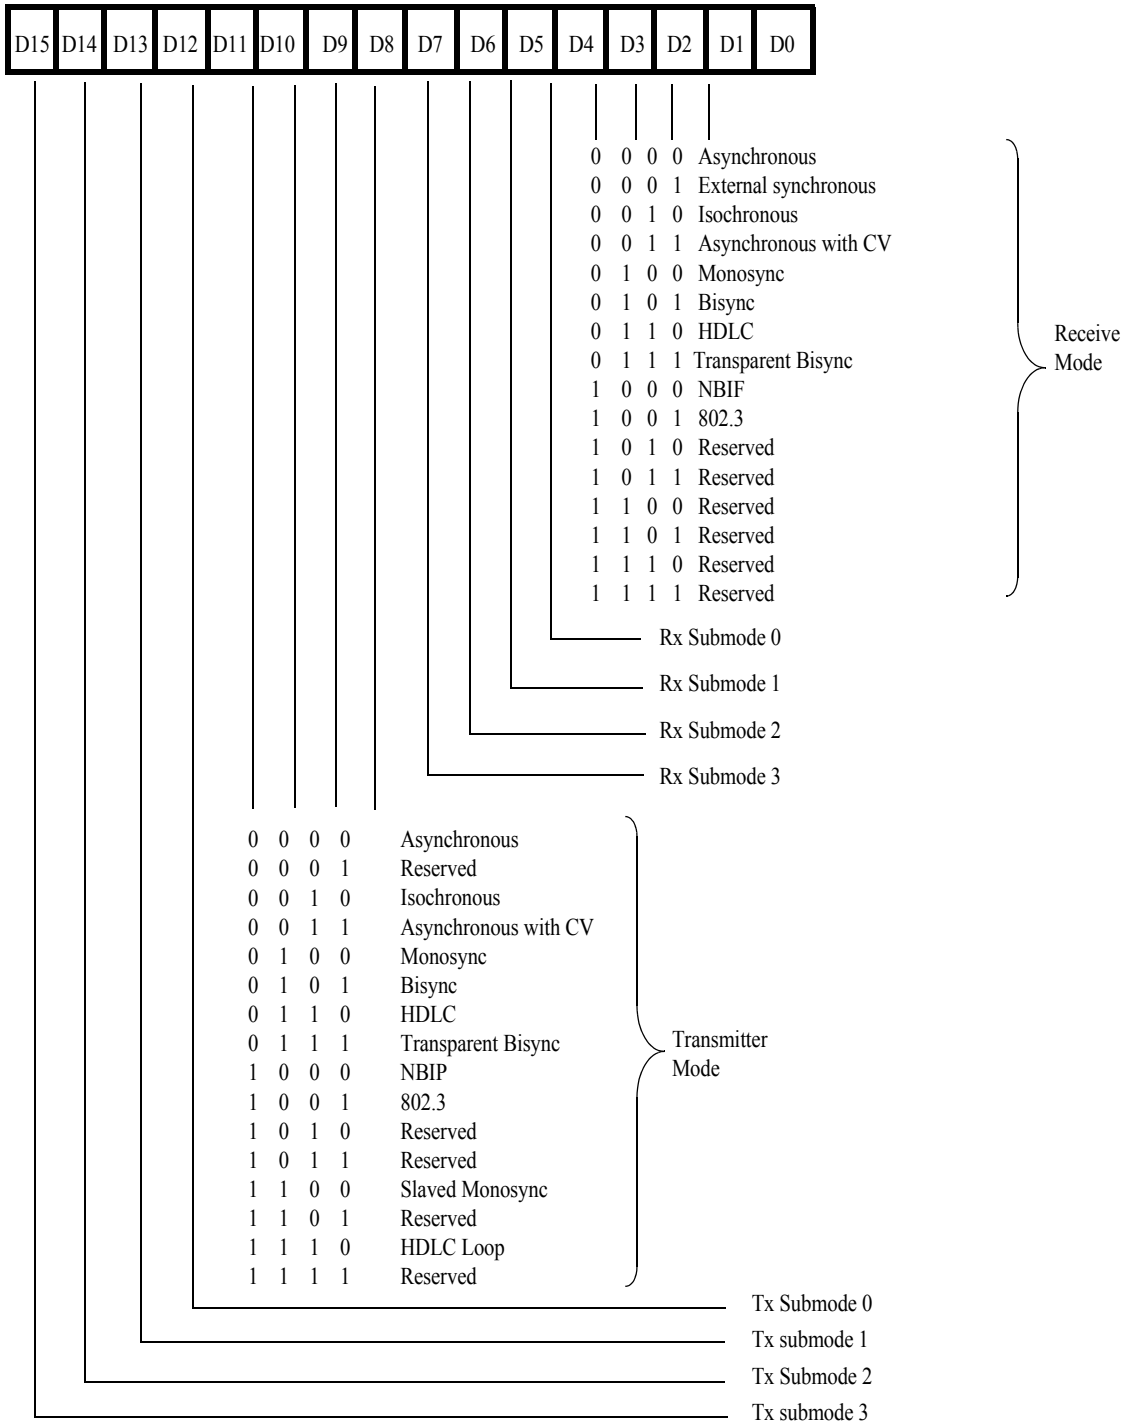 D15 D14 D13 D12 D11 D10 D9 D8 D7 D6 D5 D4 D3 D2 D1 D0
0 0 0 0 Asynchronous
0 0 0 1 External synchronous
0 0 1 0 Isochronous
0 0 1 1 Asynchronous with CV
0 1 0 0 Monosync
0 1 0 1 Bisync
0 1 1 0 HDLC
0 1 1 1 Transparent Bisync
1 0 0 0 NBIF
1 0 0 1 802.3
1 0 1 0 Reserved
1 0 1 1 Reserved
1 1 0 0 Reserved
1 1 0 1 Reserved
1 1 1 0 Reserved
1 1 1 1 Reserved
Receive
Mode
Rx Submode 0
Rx Submode 1
Rx Submode 2
Rx Submode 3
0 0 0 0 Asynchronous
0 0 0 1 Reserved
0 0 1 0 Isochronous
0 0 1 1 Asynchronous with CV
0 1 0 0 Monosync
0 1 0 1 Bisync
0 1 1 0 HDLC
0 1 1 1 Transparent Bisync
1 0 0 0 NBIP
1 0 0 1 802.3
1 0 1 0 Reserved
1 0 1 1 Reserved
1 1 0 0 Slaved Monosync
1 1 0 1 Reserved
1 1 1 0 HDLC Loop
1 1 1 1 Reserved
Transmitter
Mode
Tx Submode 0
Tx submode 1
Tx Submode 2
Tx submode 3